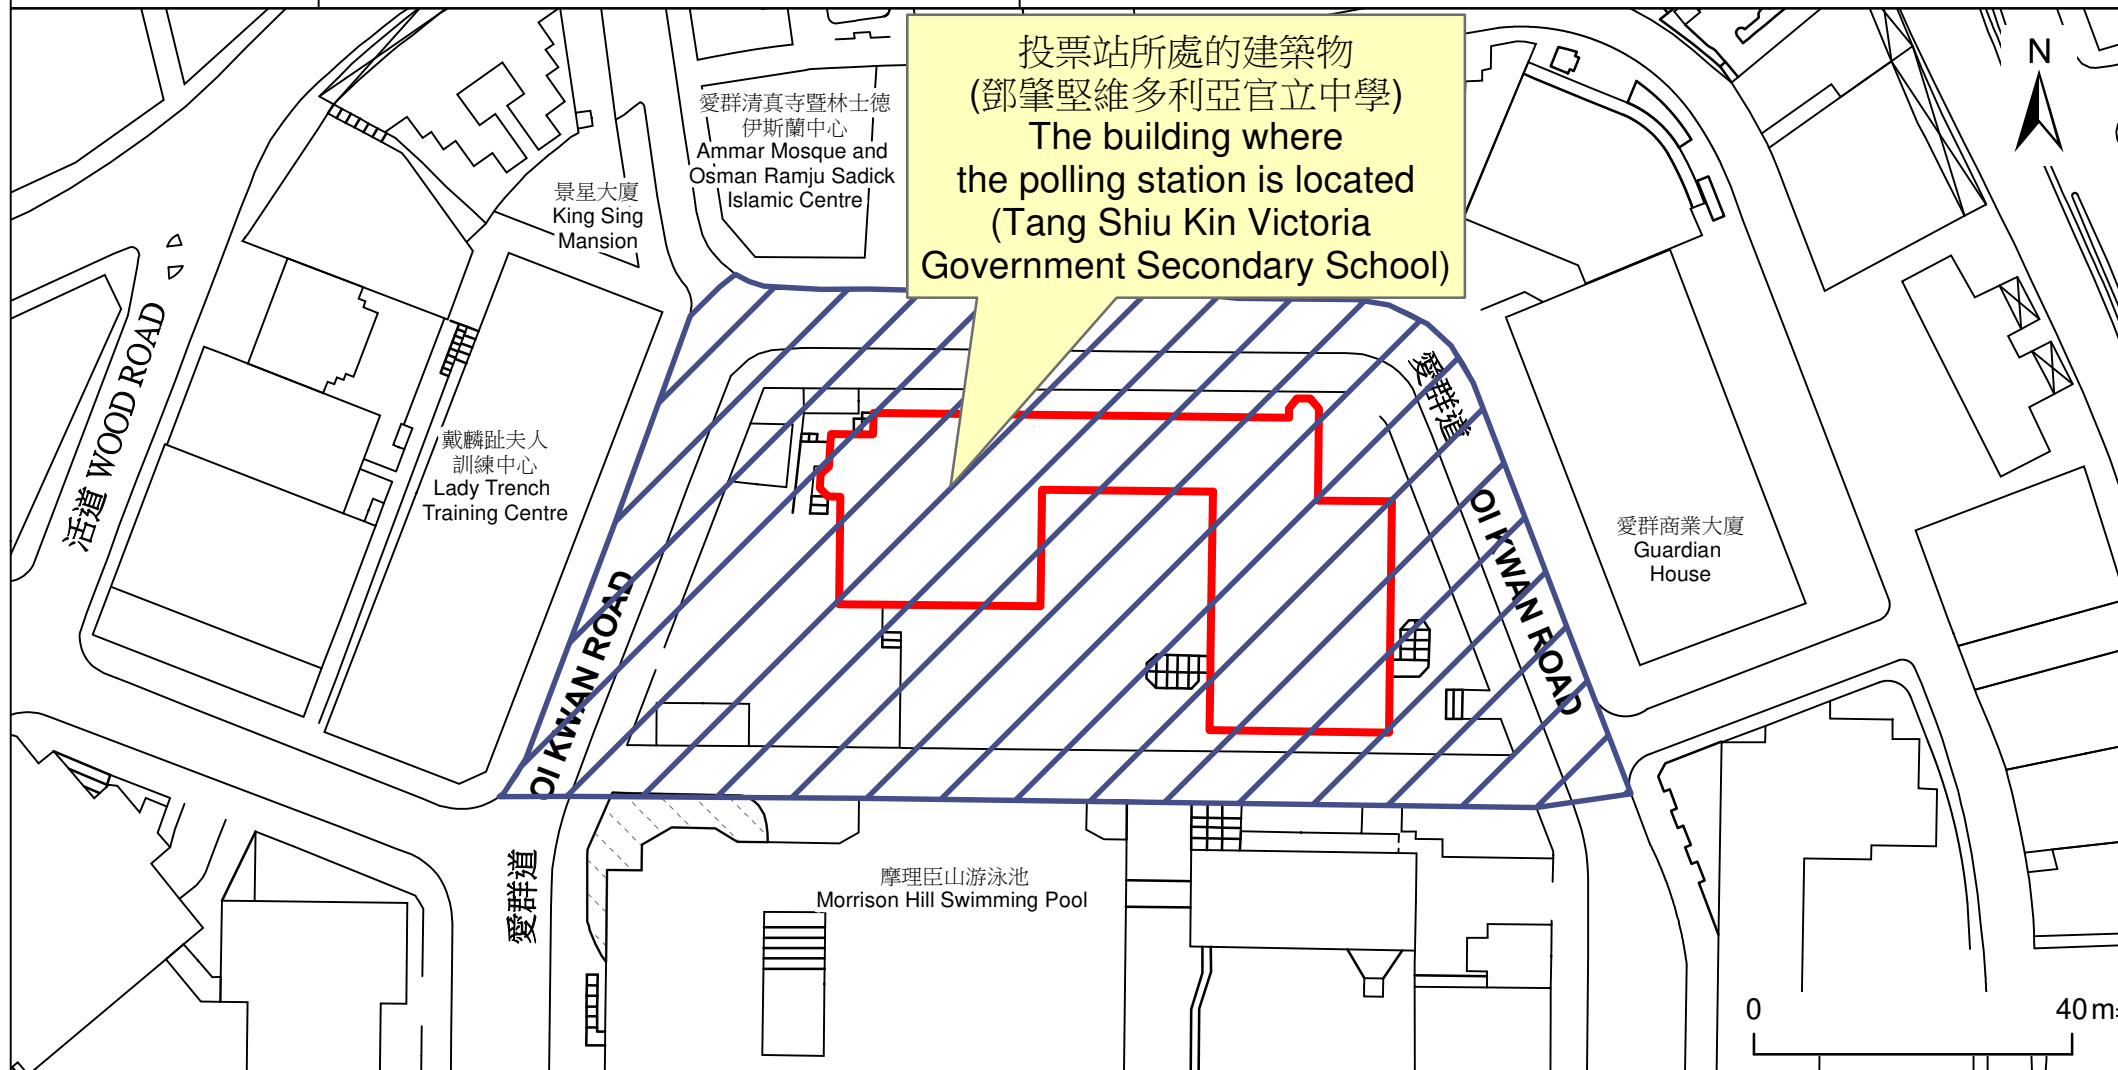 投票站所處的建築物
(鄧肇堅維多利亞官立中學)
The building where
the polling station is located
(Tang Shiu Kin Victoria
Government Secondary School)
N
愛群清真寺暨林士德
伊斯蘭中心
Ammar Mosque and
Osman Ramju Sadick
Islamic Centre
景星大廈
King Sing
Mansion
活道 WOOD ROAD
戴麟趾夫人
訓練中心
Lady Trench
Training Centre
愛群道
OI KWAN ROAD
OI KWAN ROAD
愛群商業大廈
Guardian
House
愛群道
摩理臣山游泳池
Morrison Hill Swimming Pool
0 40 m